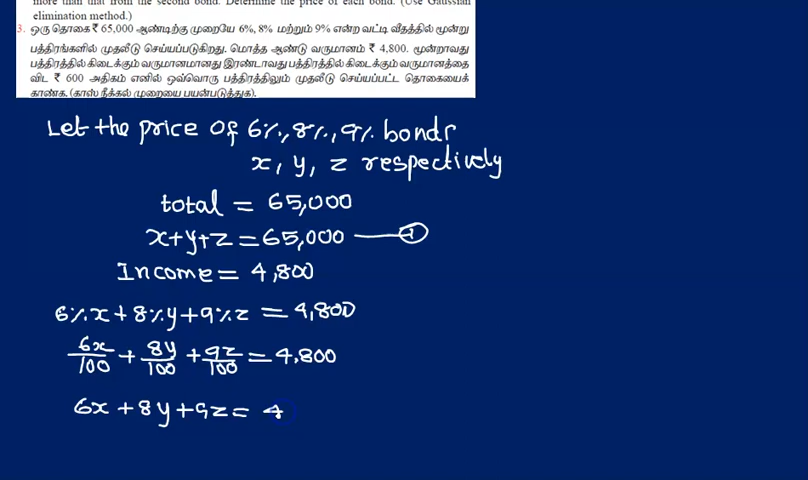 more than that from the second bond. Determine the price of each bond. (Use Gaussian
elimination method.)
3. ஒரு தொகை ₹ 65,000 ஆண்டிற்கு முறையே 6%, 8% மற்றும் 9% என்ற வட்டி வீதத்தில் மூன்று
பத்திரங்களில் முதலீடு செய்யப்படுகிறது. மொத்த ஆண்டு வருமானம் ₹ 4,800. மூன்றாவது
பத்திரத்தில் கிடைக்கும் வருமானமானது இரண்டாவது பத்திரத்தில் கிடைக்கும் வருமானத்தை
விட ₹ 600 அதிகம் எனில் ஒவ்வொரு பத்திரத்திலும் முதலீடு செய்யப்பட்ட தொகையைக்
காண்க. (காஸ் நீக்கல் முறையை பயன்படுத்துக).
Let the price of 6%, 8%, 9% bonds
x, y, z respectively
total = 65,000
x+y+z = 65,000 —— ①
Income = 4,800
6% x + 8% y + 9% z = 4,800
6x/100 + 8y/100 + 9z/100 = 4,800
6x + 8y + 9z = 4